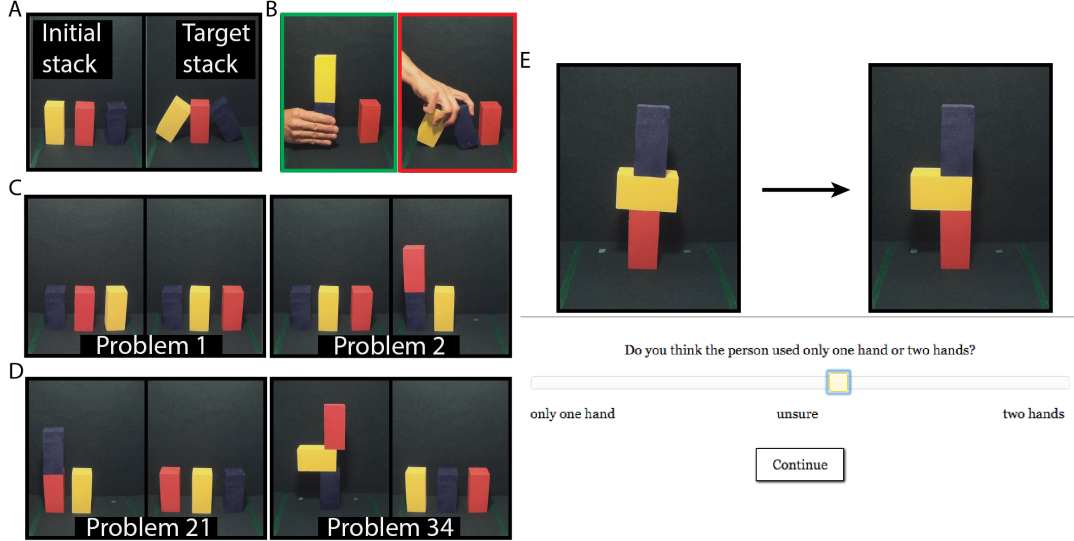 A
Initial
stack
Target
stack
B
C
Problem 1
Problem 2
D
Problem 21
Problem 34
E
Do you think the person used only one hand or two hands?
only one hand
unsure
two hands
Continue